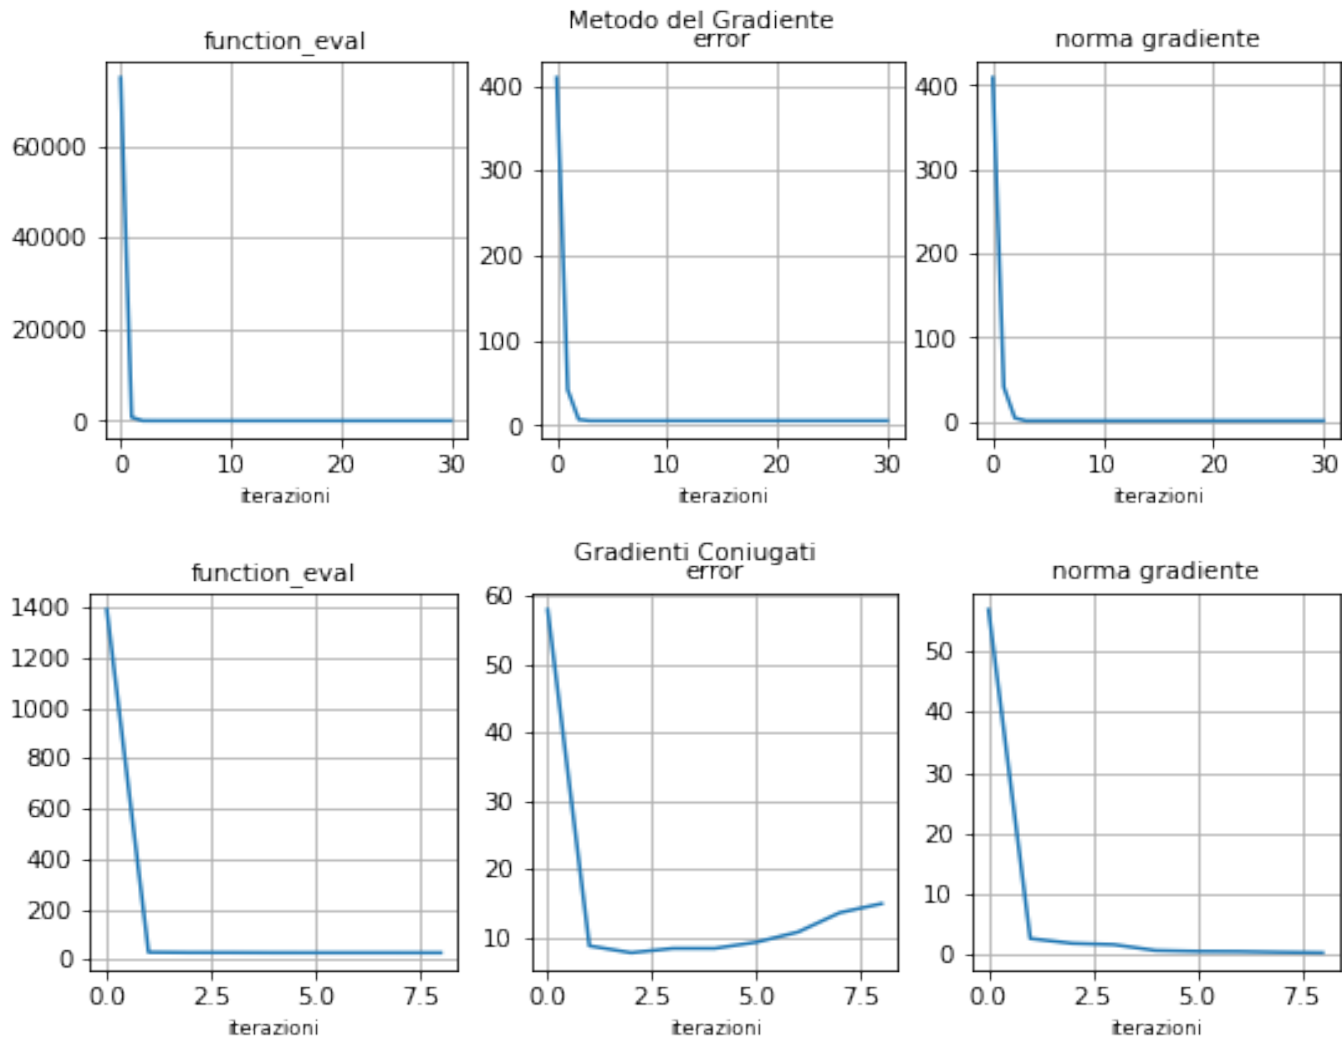 Metodo del Gradiente
function_eval error norma gradiente
60000
40000
20000
0
0 10 20 30
iterazioni
400
300
200
100
0
0 10 20 30
iterazioni
400
300
200
100
0
0 10 20 30
iterazioni
Gradienti Coniugati
function_eval error norma gradiente
1400
1200
1000
800
600
400
200
0
0.0 2.5 5.0 7.5
iterazioni
60
50
40
30
20
10
0.0 2.5 5.0 7.5
iterazioni
50
40
30
20
10
0
0.0 2.5 5.0 7.5
iterazioni